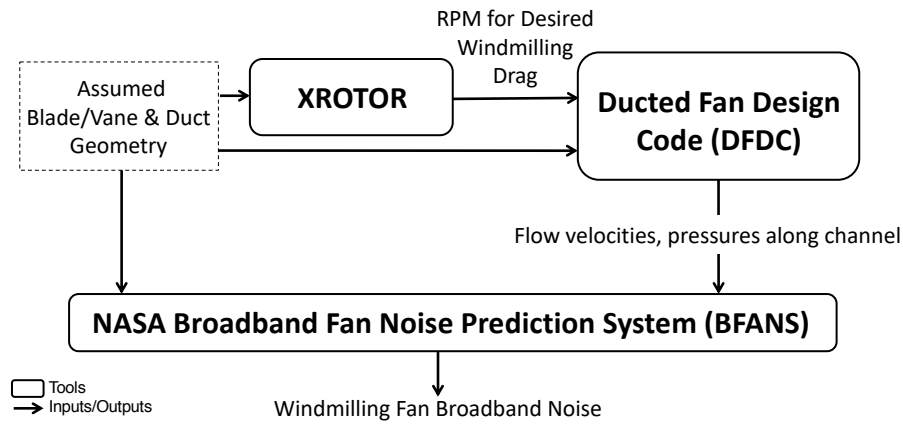 RPM for Desired
Windmilling
Drag
Assumed
Blade/Vane & Duct
Geometry
XROTOR
Ducted Fan Design
Code (DFDC)
Flow velocities, pressures along channel
NASA Broadband Fan Noise Prediction System (BFANS)
Tools
Inputs/Outputs
Windmilling Fan Broadband Noise